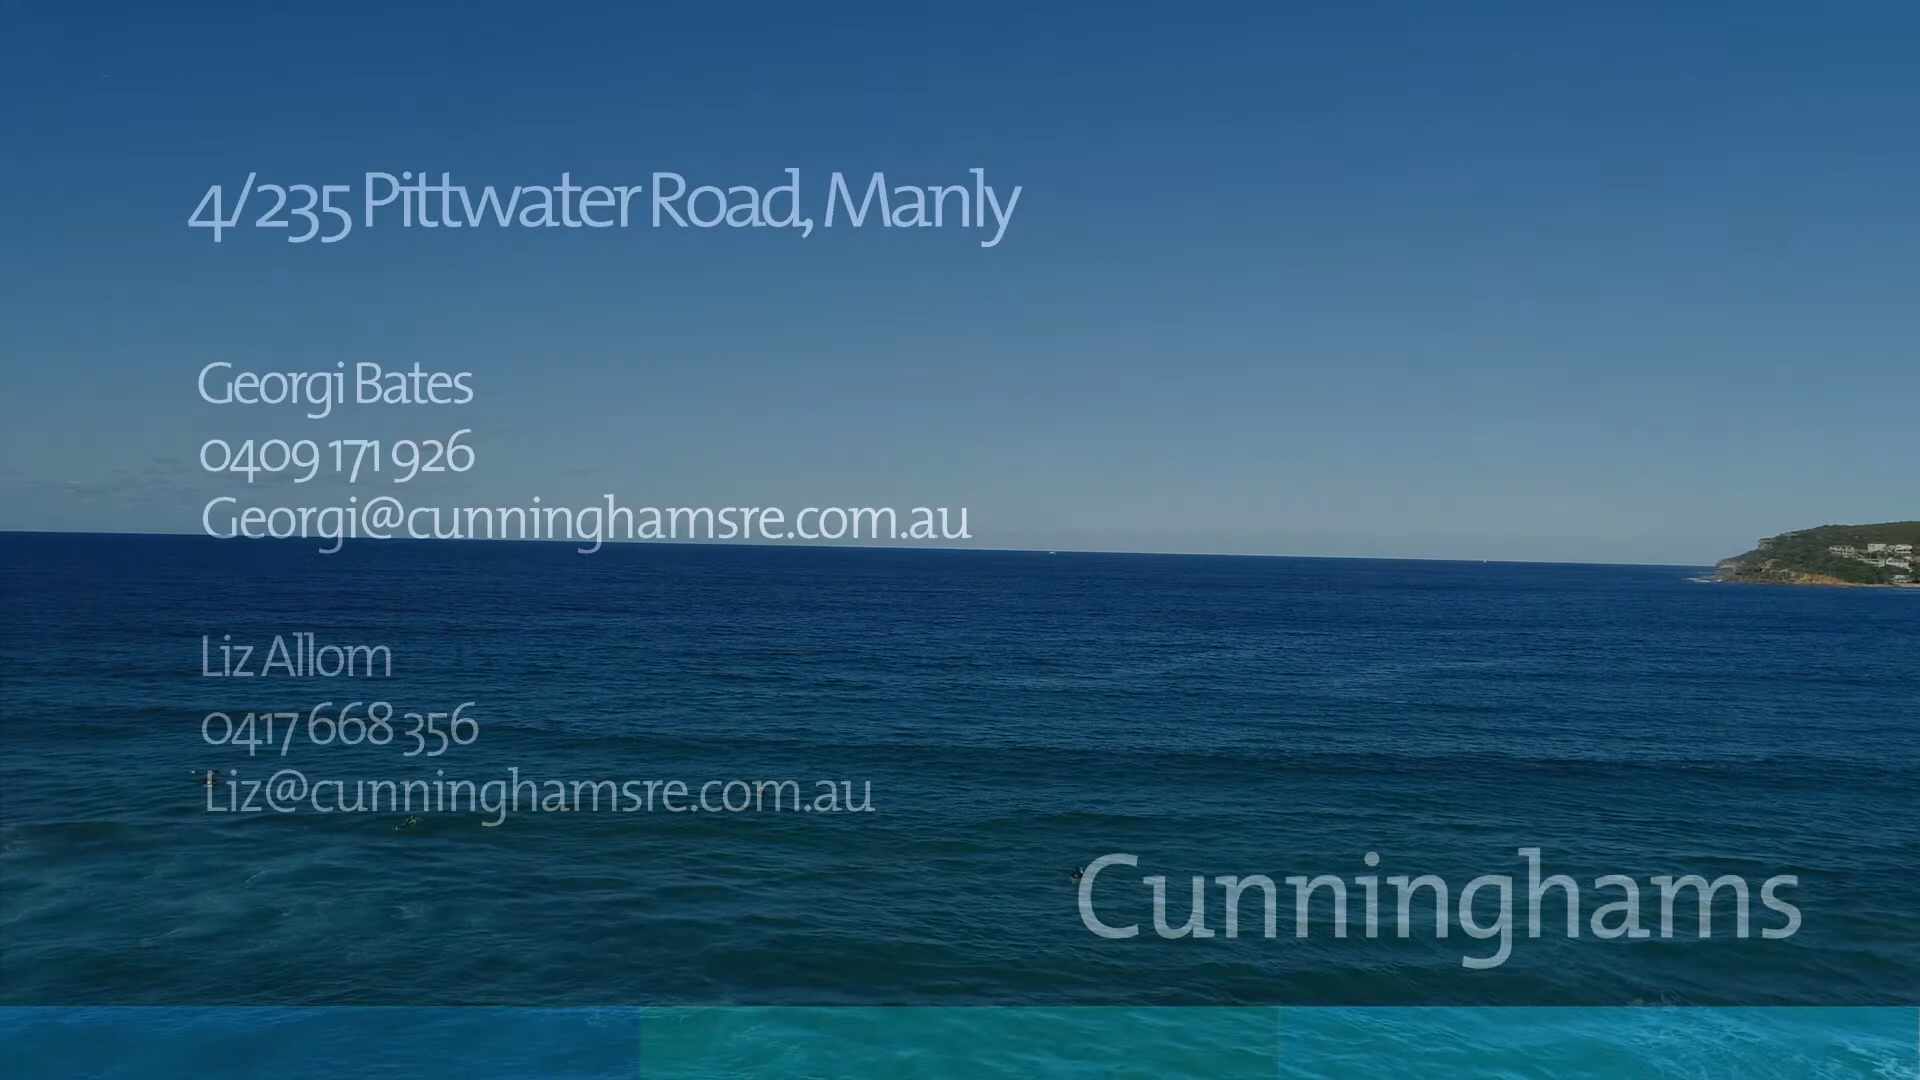 4/235 Pittwater Road, Manly
Georgi Bates
0409 171 926
Georgi@cunninghamsre.com.au
Liz Allom
0417 668 356
Liz@cunninghamsre.com.au
Cunninghams